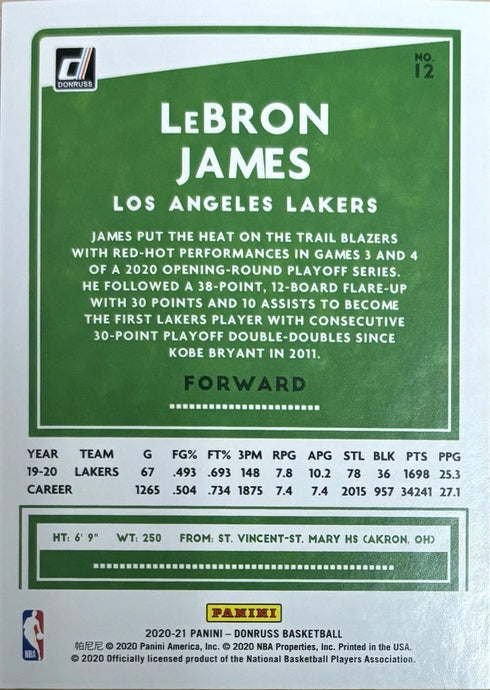 DONRUSS
NO.
12
LeBRON
JAMES
LOS ANGELES LAKERS
JAMES PUT THE HEAT ON THE TRAIL BLAZERS
WITH RED-HOT PERFORMANCES IN GAMES 3 AND 4
OF A 2020 OPENING-ROUND PLAYOFF SERIES.
HE FOLLOWED A 38-POINT, 12-BOARD FLARE-UP
WITH 30 POINTS AND 10 ASSISTS TO BECOME
THE FIRST LAKERS PLAYER WITH CONSECUTIVE
30-POINT PLAYOFF DOUBLE-DOUBLES SINCE
KOBE BRYANT IN 2011.
FORWARD
YEAR TEAM G FG% FT% 3PM RPG APG STL BLK PTS PPG
19-20 LAKERS 67 .493 .693 148 7.8 10.2 78 36 1698 25.3
CAREER 1265 .504 .734 1875 7.4 7.4 2015 957 34241 27.1
HT: 6' 9" WT: 250 FROM: ST. VINCENT-ST. MARY HS (AKRON, OH)
PANINI
2020-21 PANINI – DONRUSS BASKETBALL
帕尼尼 © 2020 Panini America, Inc. © 2020 NBA Properties, Inc. Printed in the USA.
© 2020 Officially licensed product of the National Basketball Players Association.
NBA